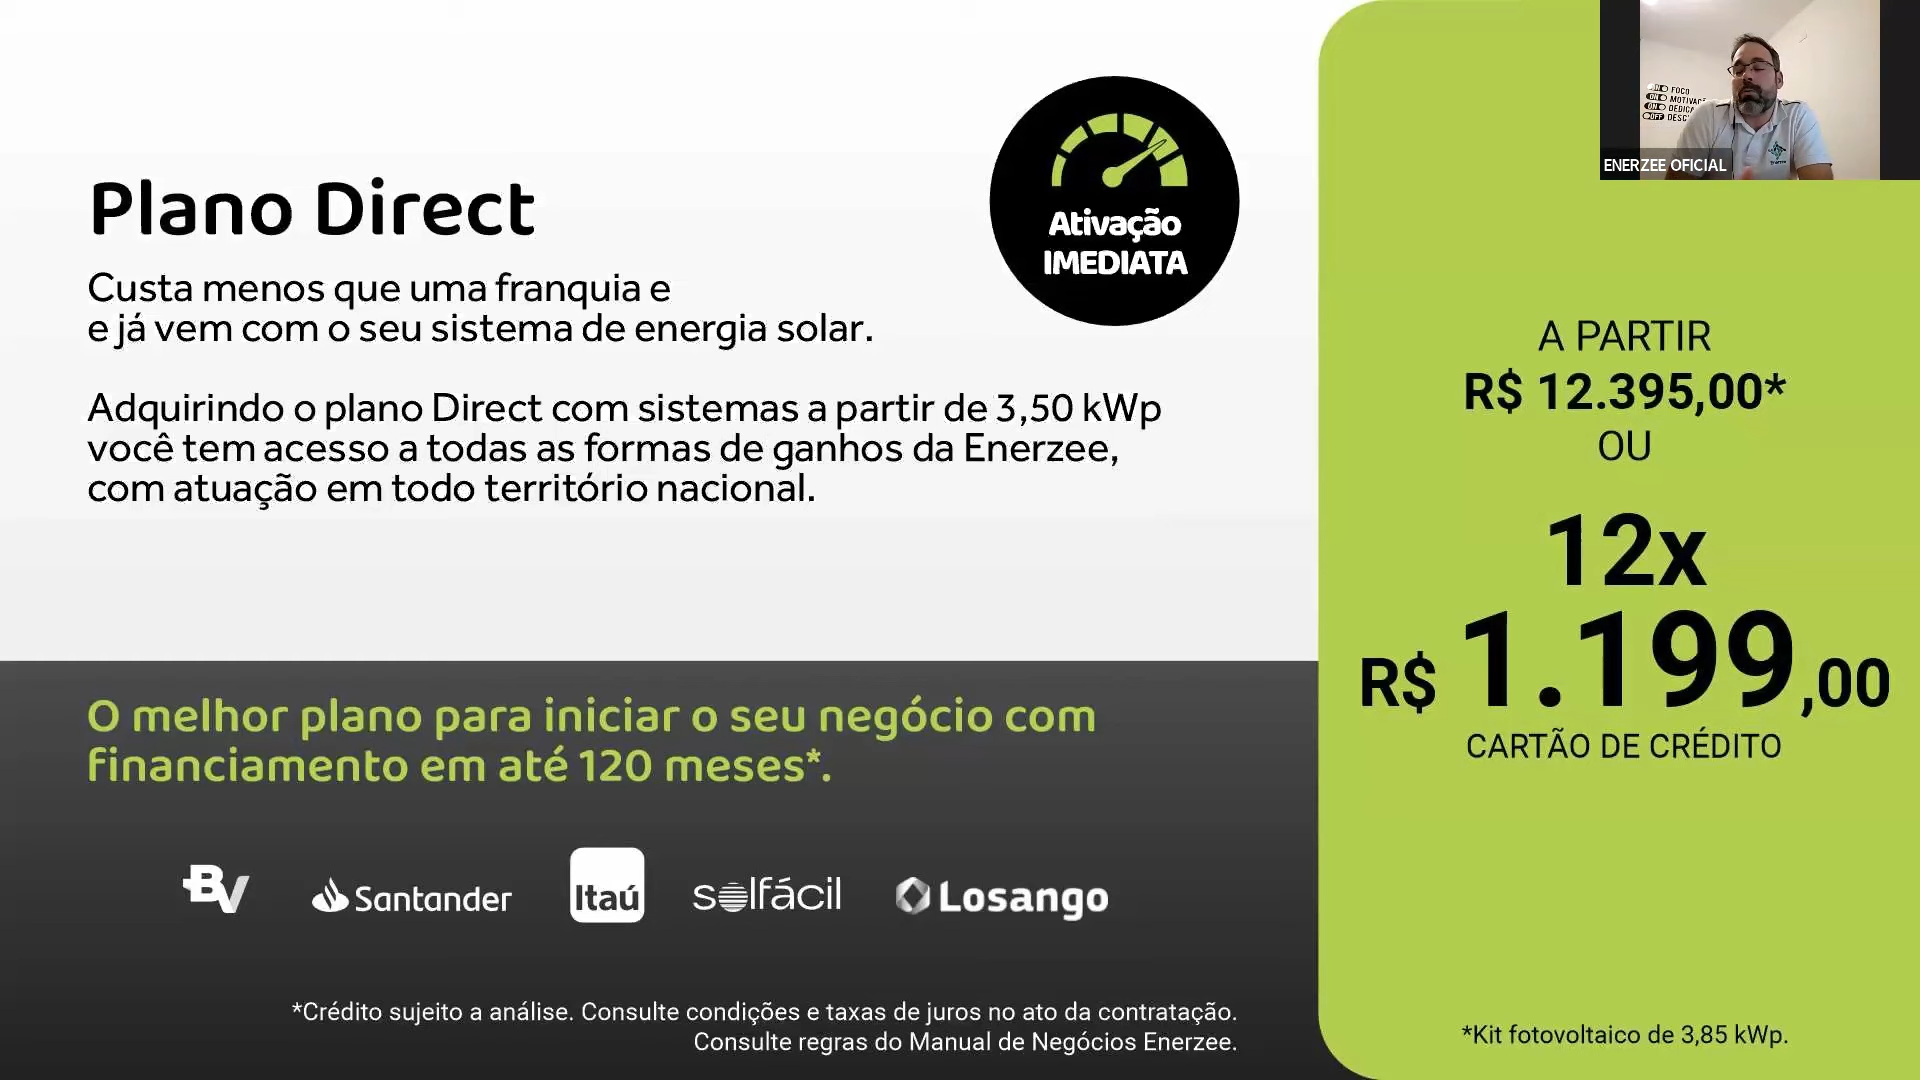 Plano Direct
Custa menos que uma franquia e
e já vem com o seu sistema de energia solar.
Adquirindo o plano Direct com sistemas a partir de 3,50 kWp
você tem acesso a todas as formas de ganhos da Enerzee,
com atuação em todo território nacional.
Ativação
IMEDIATA
O melhor plano para iniciar o seu negócio com
financiamento em até 120 meses*.
BV
Santander
Itaú
solfácil
Losango
*Crédito sujeito a análise. Consulte condições e taxas de juros no ato da contratação.
Consulte regras do Manual de Negócios Enerzee.
FOCO
ON
ON
OFF
ENERZEE OFICIAL
A PARTIR
R$ 12.395,00*
OU
12x
R$ 1.199,00
CARTÃO DE CRÉDITO
*Kit fotovoltaico de 3,85 kWp.